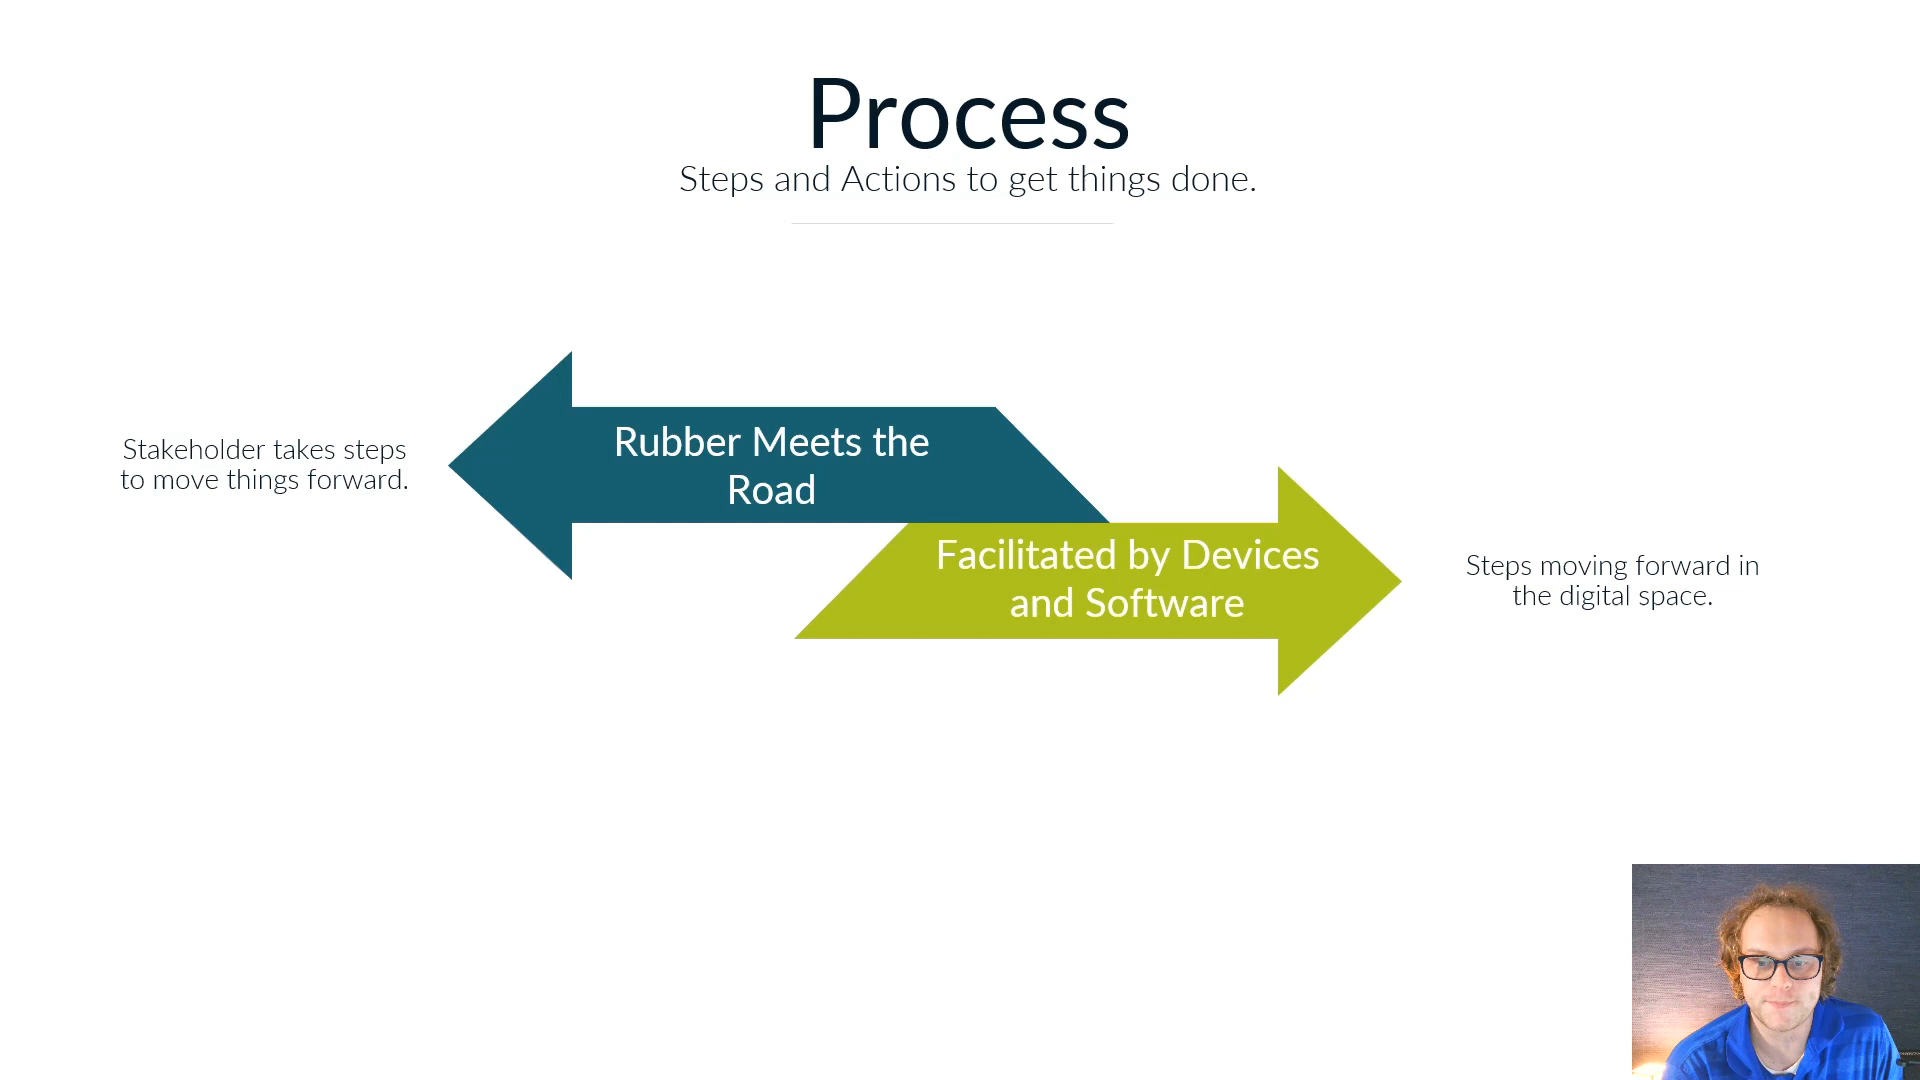 Process
Steps and Actions to get things done.
Stakeholder takes steps
to move things forward.
Rubber Meets the
Road
Facilitated by Devices
and Software
Steps moving forward in
the digital space.